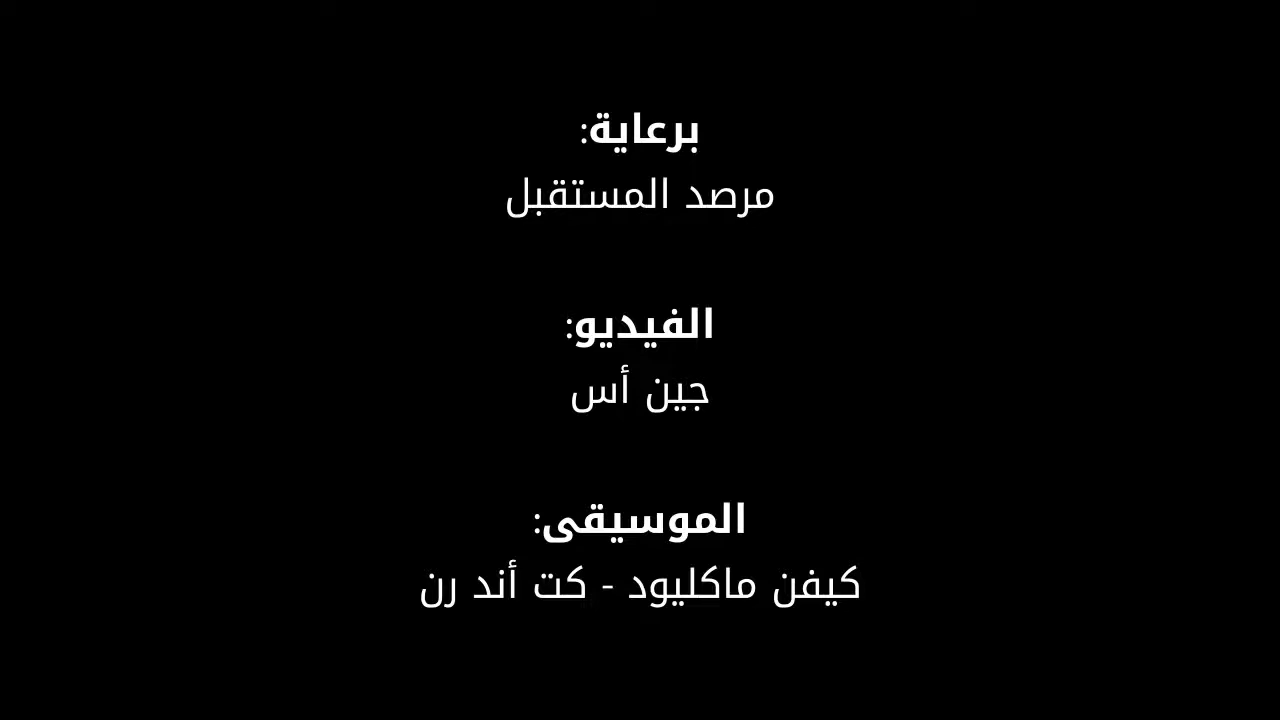 برعاية:
مرصد المستقبل
الفيديو:
جين أس
الموسيقى:
كيفن ماكليود - كت أند رن